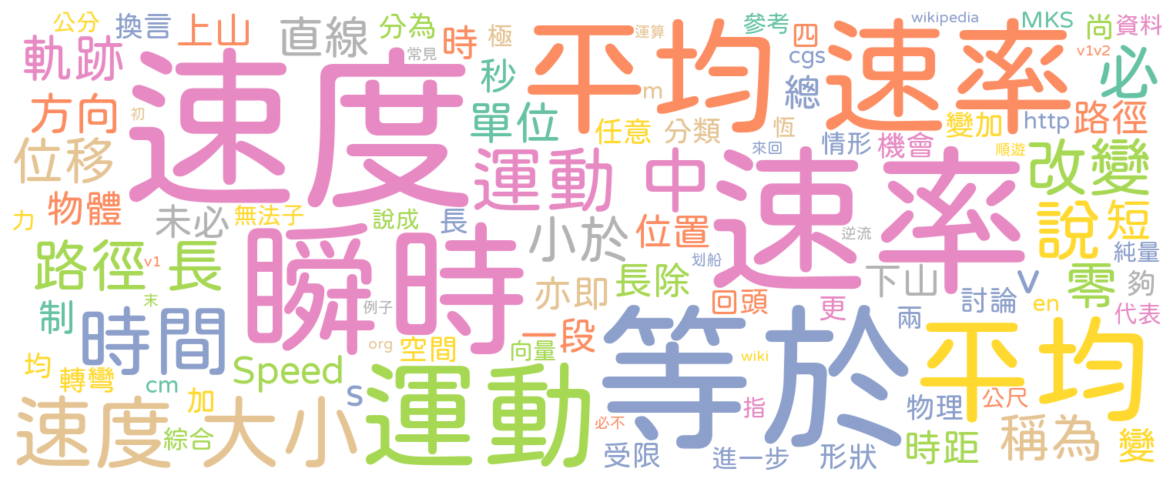 公分 換言 上山 直線 分為 時 極 運算 wikipedia MKS 尚 資料
常見 參考 四 v1v2
軌跡 速度 秒 平均 速率 cgs 必
方向 初 單位 m 總 http 路徑
任意 分類 恆 情形 機會 變加
位移 運動 中 速率 來回 順遊 改變
物體 未必 無法子 說成 長 小於 位置 逆流 說 短
力 瞬時 划船 純量
路徑 長 v1 亦即 長除 下山 V 零 夠
制 時間 末 例子 一段 回頭 更 兩 討論 en 代表
均 轉彎 org 空間 向量 等於 wiki 平均
cm Speed s 運動 指 物理 公尺
速度 大小 加 必不 時距 稱為 變
綜合 受限 進一步 形狀